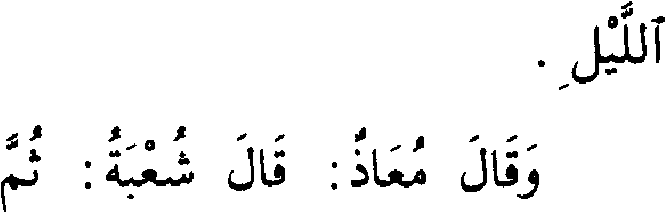 ٱللَّيْلِ .
وَقَالَ مُعَاذٌ: قَالَ شُعْبَةُ: ثُمَّ